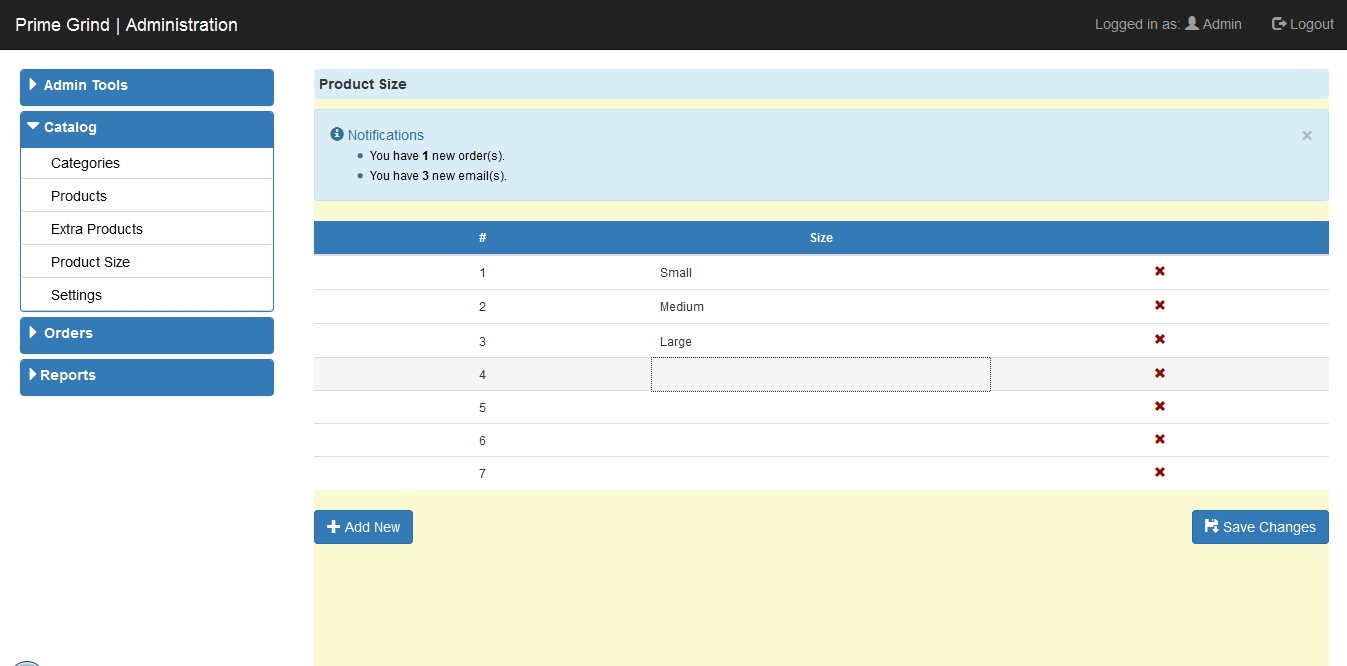 Prime Grind | Administration
Logged in as: Admin
Logout
Admin Tools
Catalog
Categories
Products
Extra Products
Product Size
Settings
Orders
Reports
Product Size
Notifications
×
You have 1 new order(s).
You have 3 new email(s).
# Size
1 Small
2 Medium
3 Large
4
5
6
7
Add New
Save Changes